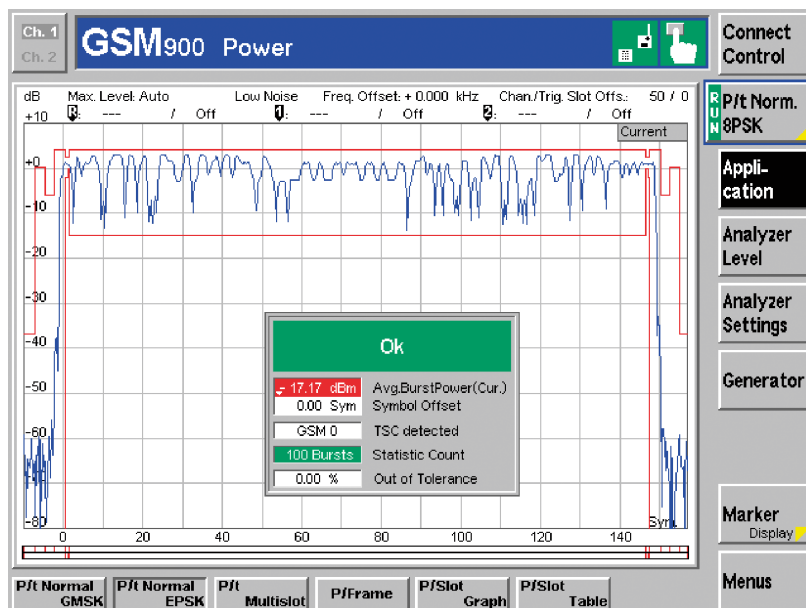 Ch. 1
Ch. 2
GSM900 Power
Connect Control
dB Max. Level: Auto Low Noise Freq. Offset: + 0.000 kHz Chan./Trig. Slot Offs.: 50 / 0
+10 --- / Off 1: --- / Off 2: --- / Off
Current
RUN
P/t Norm.
8PSK
Appli-
cation
Analyzer
Level
Analyzer
Settings
Generator
Marker
Display
Menus
+0
-10
-20
-30
-40
-50
-60
-70
-80
Ok
- 17.17 dBm Avg.BurstPower(Cur.)
0.00 Sym Symbol Offset
GSM 0 TSC detected
100 Bursts Statistic Count
0.00 % Out of Tolerance
0 20 40 60 80 100 120 140
P/t Normal
GMSK
P/t Normal
EPSK
P/t
Multislot
P/Frame
P/Slot
Graph
P/Slot
Table